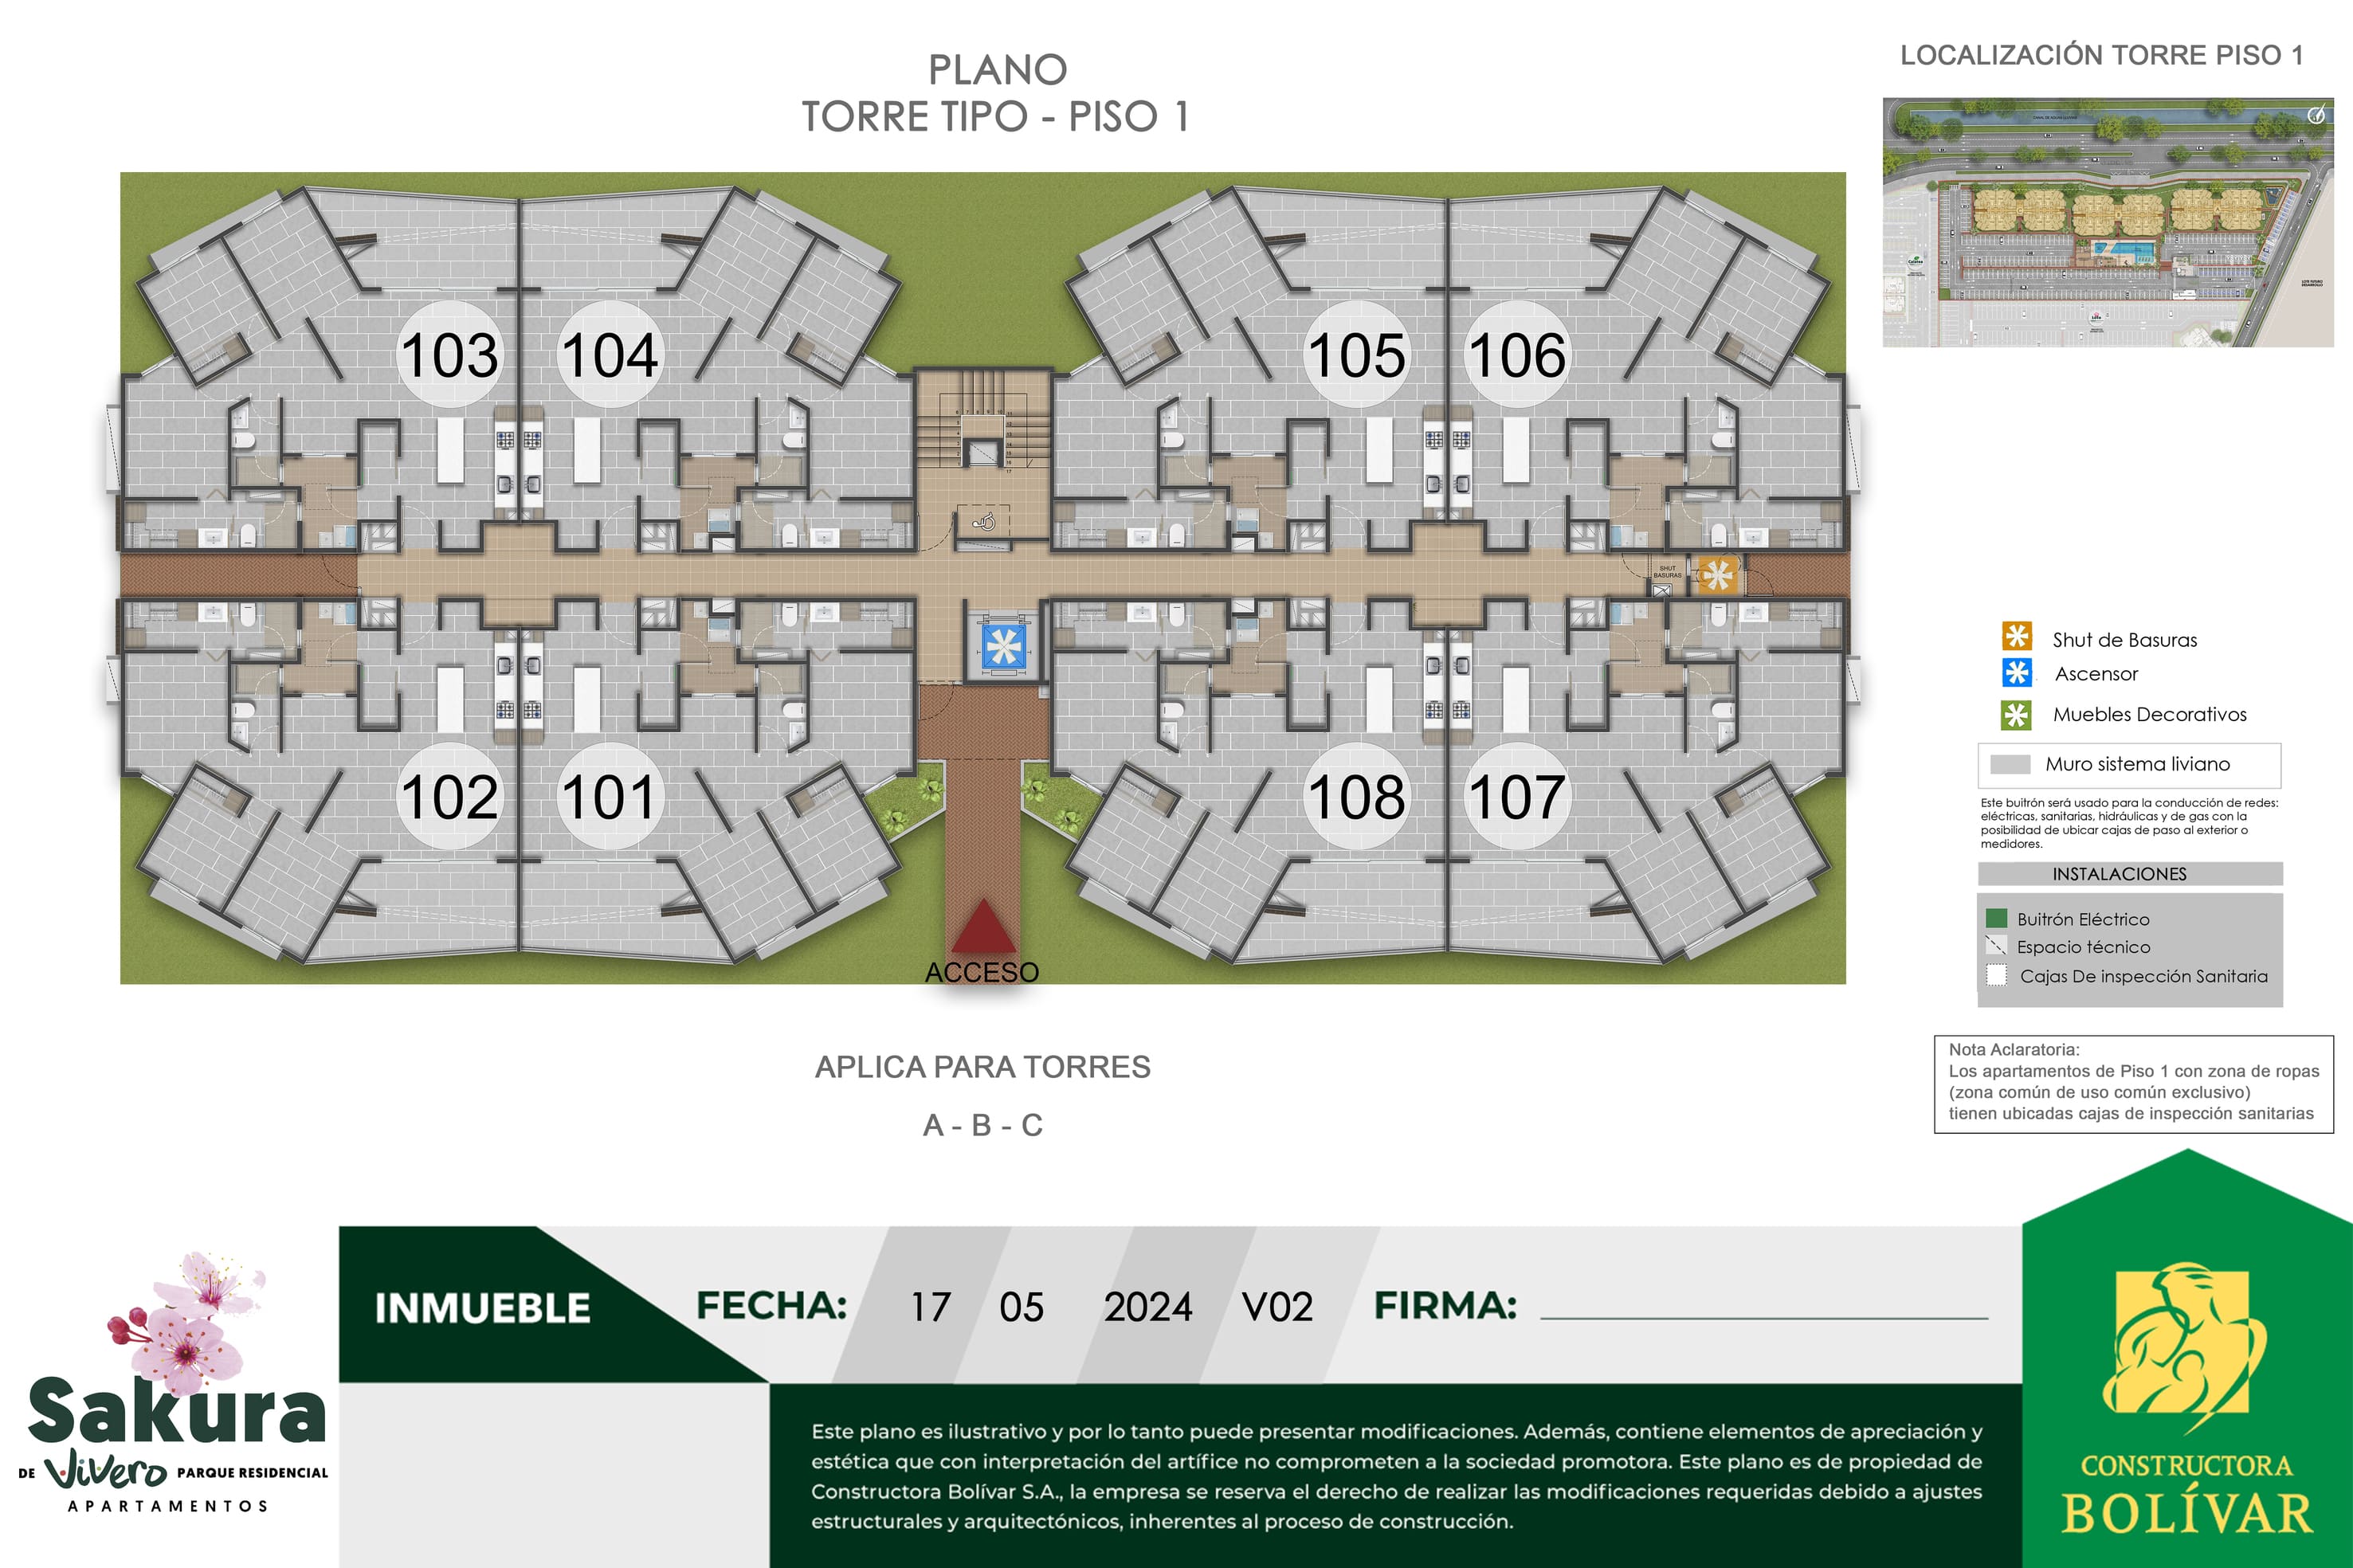 PLANO
TORRE TIPO - PISO 1
LOCALIZACIÓN TORRE PISO 1
103
104
105
106
SHUT
BASURAS
102
101
108
107
ACCESO
Shut de Basuras
Ascensor
Muebles Decorativos
Muro sistema liviano
Este buitrón será usado para la conducción de redes:
eléctricas, sanitarias, hidráulicas y de gas con la
posibilidad de ubicar cajas de paso al exterior o
medidores.
INSTALACIONES
Buitrón Eléctrico
Espacio técnico
Cajas De inspección Sanitaria
Nota Aclaratoria:
Los apartamentos de Piso 1 con zona de ropas
(zona común de uso común exclusivo)
tienen ubicadas cajas de inspección sanitarias
APLICA PARA TORRES
A - B - C
INMUEBLE
FECHA: 17 05 2024 V02 FIRMA:
Sakura
DE Vivero PARQUE RESIDENCIAL
APARTAMENTOS
Este plano es ilustrativo y por lo tanto puede presentar modificaciones. Además, contiene elementos de apreciación y
estética que con interpretación del artífice no comprometen a la sociedad promotora. Este plano es de propiedad de
Constructora Bolívar S.A., la empresa se reserva el derecho de realizar las modificaciones requeridas debido a ajustes
estructurales y arquitectónicos, inherentes al proceso de construcción.
CONSTRUCTORA
BOLÍVAR